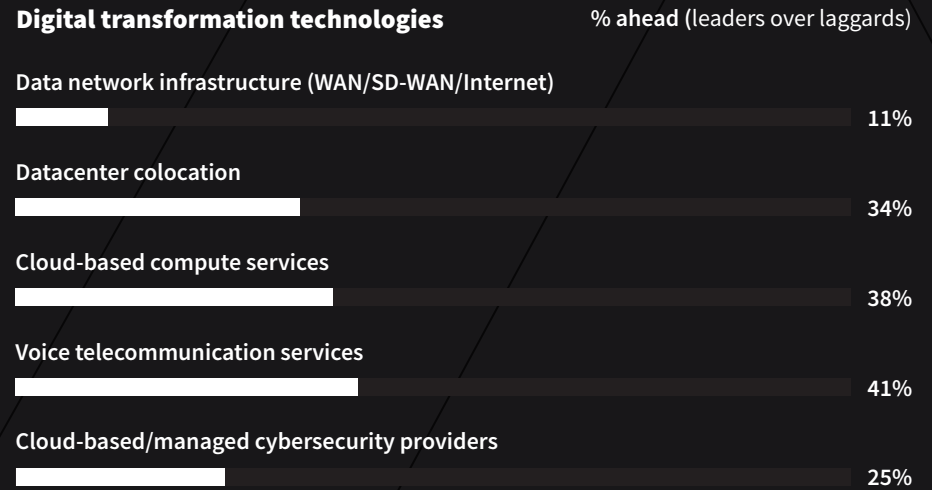 Digital transformation technologies % ahead (leaders over laggards)
Data network infrastructure (WAN/SD-WAN/Internet)
11%
Datacenter colocation
34%
Cloud-based compute services
38%
Voice telecommunication services
41%
Cloud-based/managed cybersecurity providers
25%